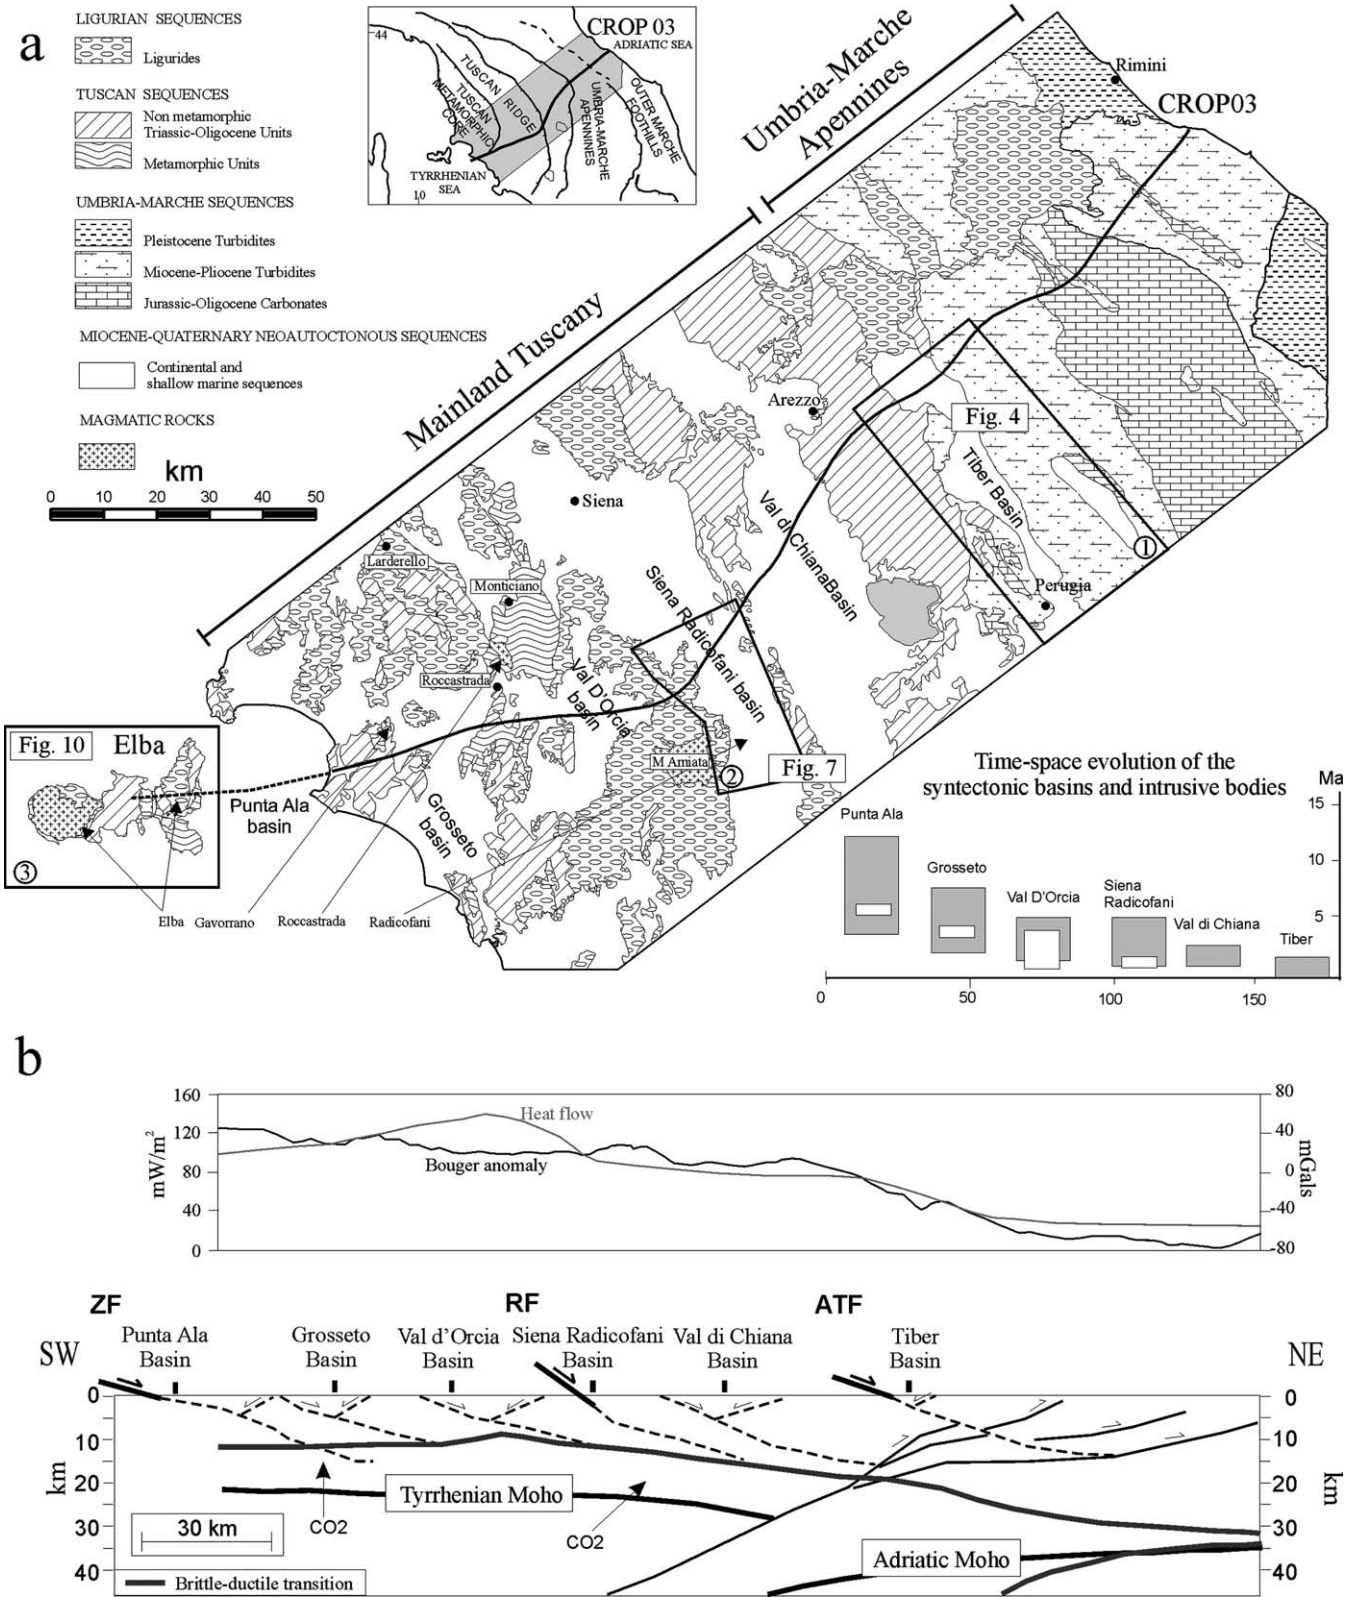 a
LIGURIAN SEQUENCES
Ligurides
TUSCAN SEQUENCES
Non metamorphic
Triassic-Oligocene Units
Metamorphic Units
UMBRIA-MARCHE SEQUENCES
Pleistocene Turbidites
Miocene-Pliocene Turbidites
Jurassic-Oligocene Carbonates
MIOCENE-QUATERNARY NEOAUTOCTONOUS SEQUENCES
Continental and
shallow marine sequences
MAGMATIC ROCKS
km
0 10 20 30 40 50
44
CROP 03
ADRIATIC SEA
TUSCAN RIDGE
TUSCAN
METAMORPHIC
CORE
UMBRIA-MARCHE
APENNINES
OUTER MARCHE
FOOTHILLS
TYRRHENIAN
SEA
10
Umbria-Marche
Apennines
Mainland Tuscany
Rimini
CROP03
Arezzo
Fig. 4
Tiber Basin
1
Perugia
Siena
Val di ChianaBasin
Larderello
Monticiano
Siena Radicofani basin
Roccastrada
Val D'Orcia
basin
M Amiata
2
Fig. 7
Fig. 10
Elba
3
Punta Ala
basin
Grosseto
basin
Elba
Gavorrano
Roccastrada
Radicofani
Time-space evolution of the
syntectonic basins and intrusive bodies
Ma
15
10
5
Punta Ala
Grosseto
Val D'Orcia
Siena
Radicofani
Val di Chiana
Tiber
0 50 100 150
b
160
120
80
40
0
mW/m²
Heat flow
Bouger anomaly
80
40
0
-40
-80
mGals
ZF
RF
ATF
SW
Punta Ala
Basin
Grosseto
Basin
Val d'Orcia
Basin
Siena Radicofani
Basin
Val di Chiana
Basin
Tiber
Basin
NE
0
10
20
30
40
km
Tyrrhenian Moho
CO2
CO2
30 km
Adriatic Moho
Brittle-ductile transition
0
10
20
30
40
km